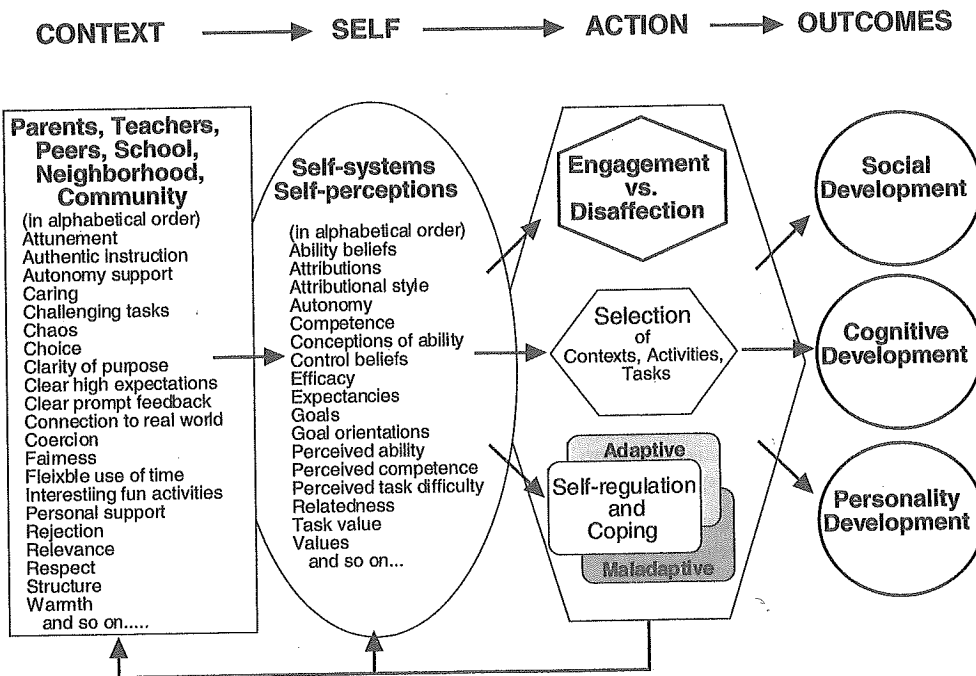 CONTEXT SELF ACTION OUTCOMES
Parents, Teachers,
Peers, School,
Neighborhood,
Community
(in alphabetical order)
Attunement
Authentic instruction
Autonomy support
Caring
Challenging tasks
Chaos
Choice
Clarity of purpose
Clear high expectations
Clear prompt feedback
Connection to real world
Coercion
Fairness
Fleixble use of time
Interestiing fun activities
Personal support
Rejection
Relevance
Respect
Structure
Warmth
and so on.....
Self-systems
Self-perceptions
(in alphabetical order)
Ability beliefs
Attributions
Attributional style
Autonomy
Competence
Conceptions of ability
Control beliefs
Efficacy
Expectancies
Goals
Goal orientations
Perceived ability
Perceived competence
Perceived task difficulty
Relatedness
Task value
Values
and so on...
Engagement
vs.
Disaffection
Selection
of
Contexts, Activities,
Tasks
Adaptive
Self-regulation
and
Coping
Maladaptive
Social
Development
Cognitive
Development
Personality
Development